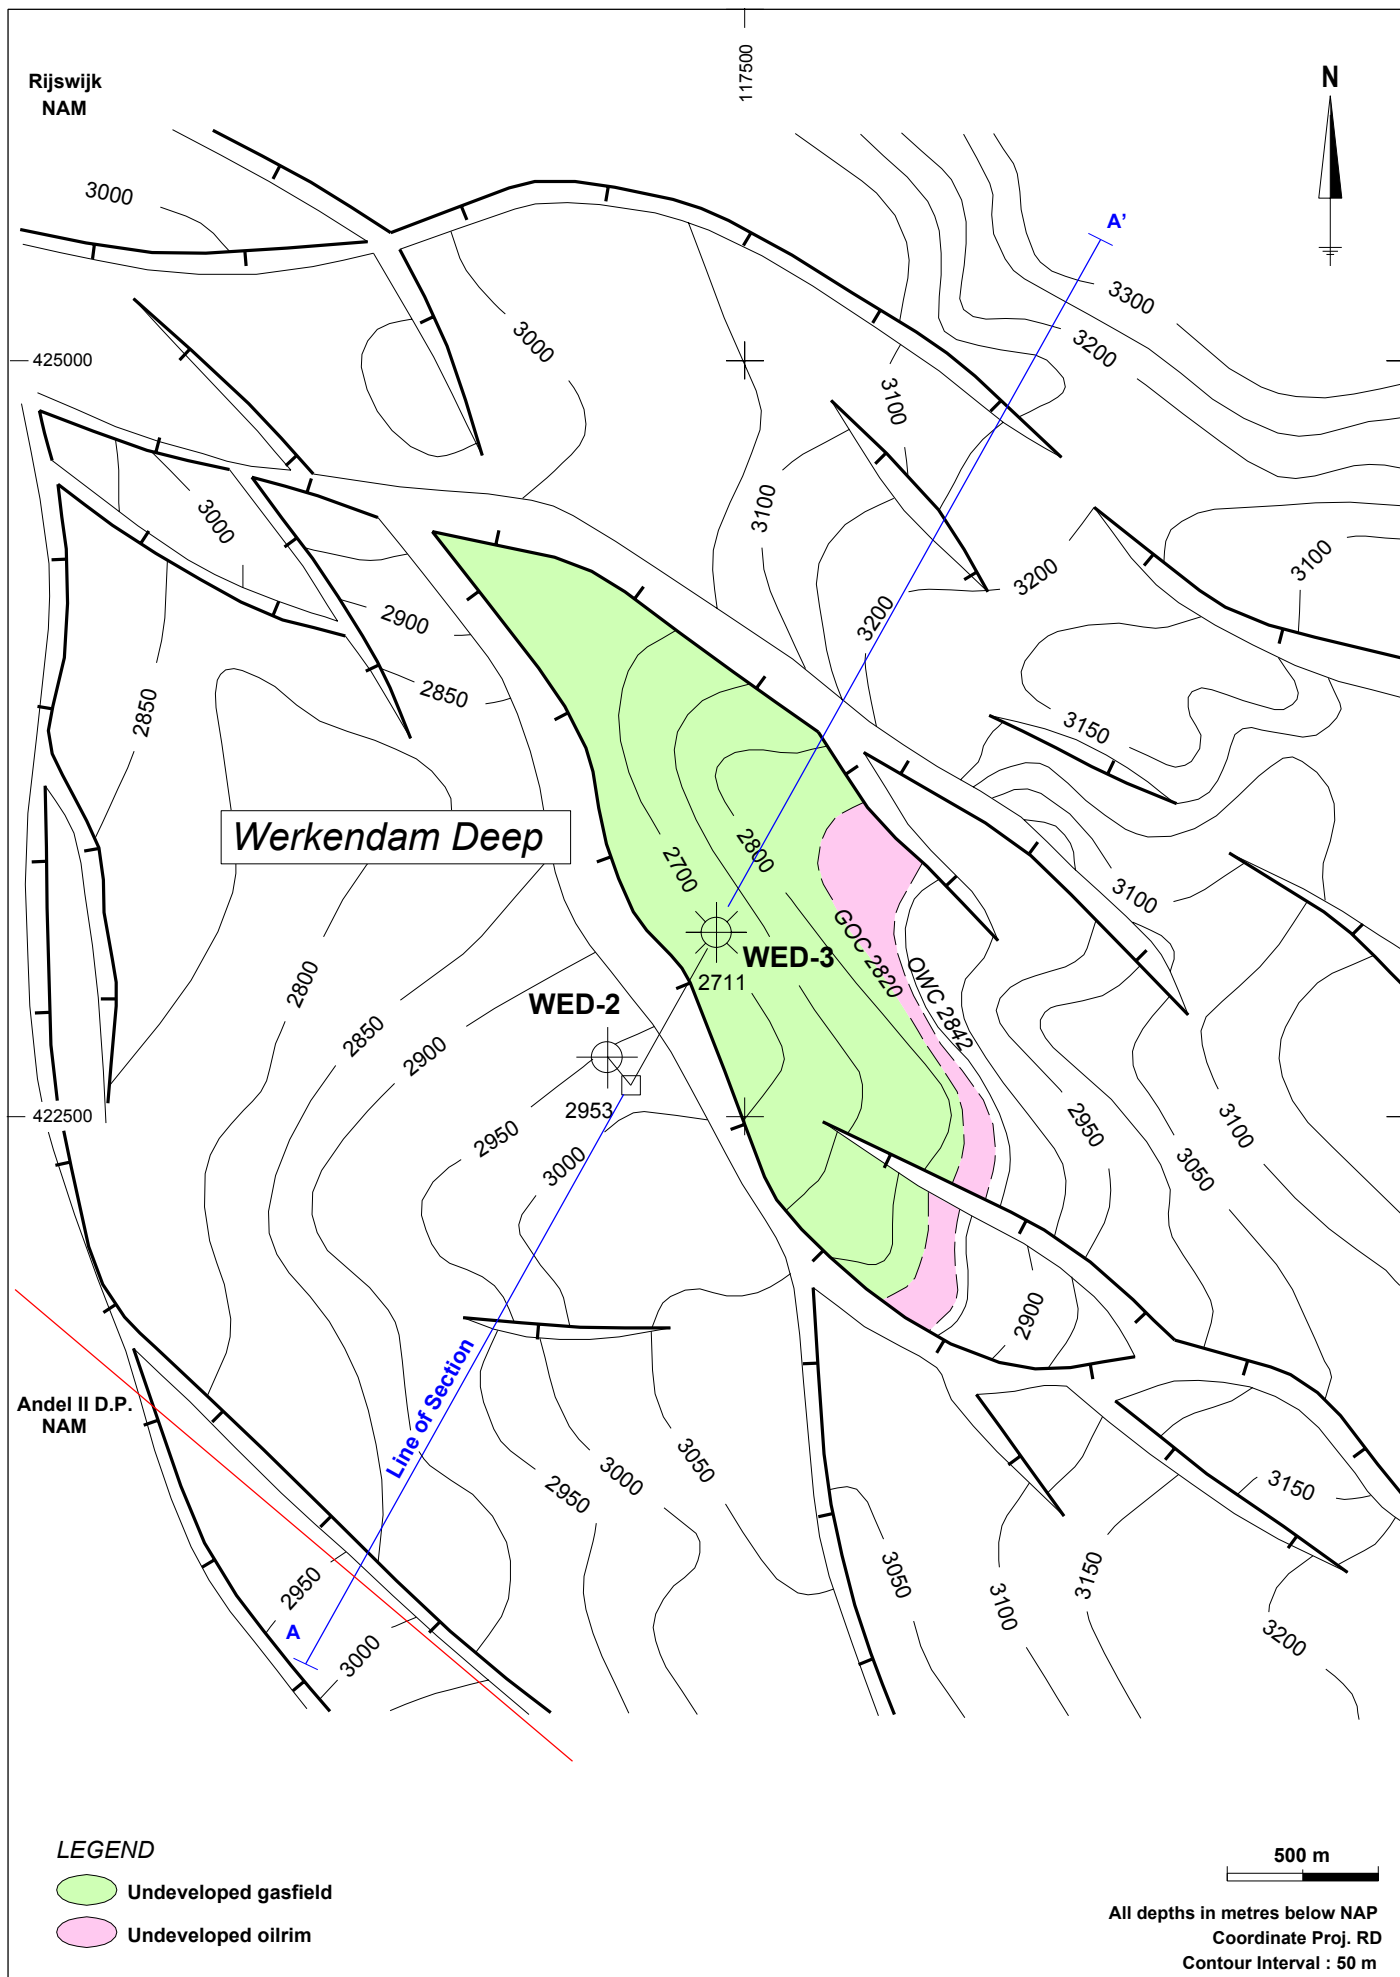 117500
Rijswijk
NAM
N
3000
A’
3300
3000
3200
425000
3100
3100
3000
3100
3200
2900
3200
2850
2850
3150
Werkendam Deep
2700
2800
3100
GOC 2820
WED-3
OWC 2842
2711
2800
WED-2
2850
2900
2950
3100
422500
2953
2950
3000
3050
2900
Line of Section
Andel II D.P.
NAM
3050
3000
2950
3150
2950
3050
3150
3100
3200
A
3000
LEGEND
Undeveloped gasfield
Undeveloped oilrim
500 m
All depths in metres below NAP
Coordinate Proj. RD
Contour Interval : 50 m